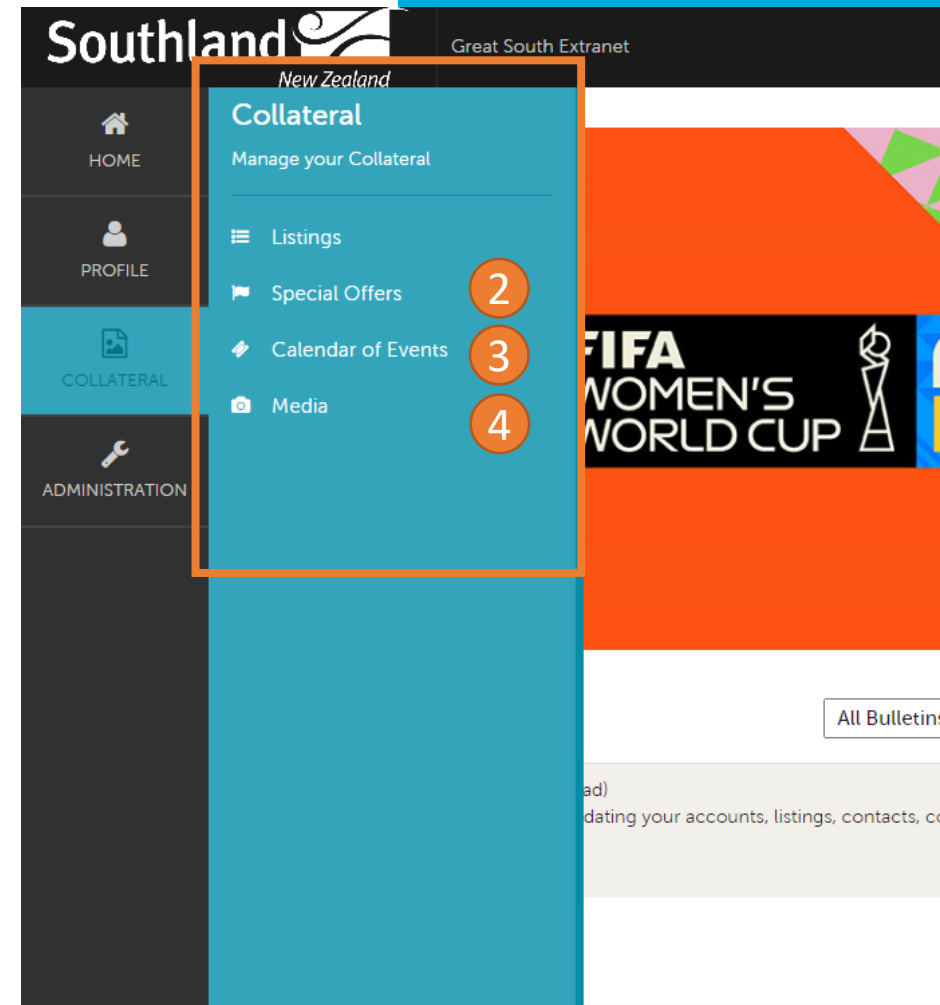 Southland
New Zealand
Great South Extranet
HOME
PROFILE
COLLATERAL
ADMINISTRATION
Collateral
Manage your Collateral
Listings
Special Offers 2
Calendar of Events 3
Media 4
FIFA
WOMEN'S
WORLD CUP
All Bulletins
ad)
dating your accounts, listings, contacts, co